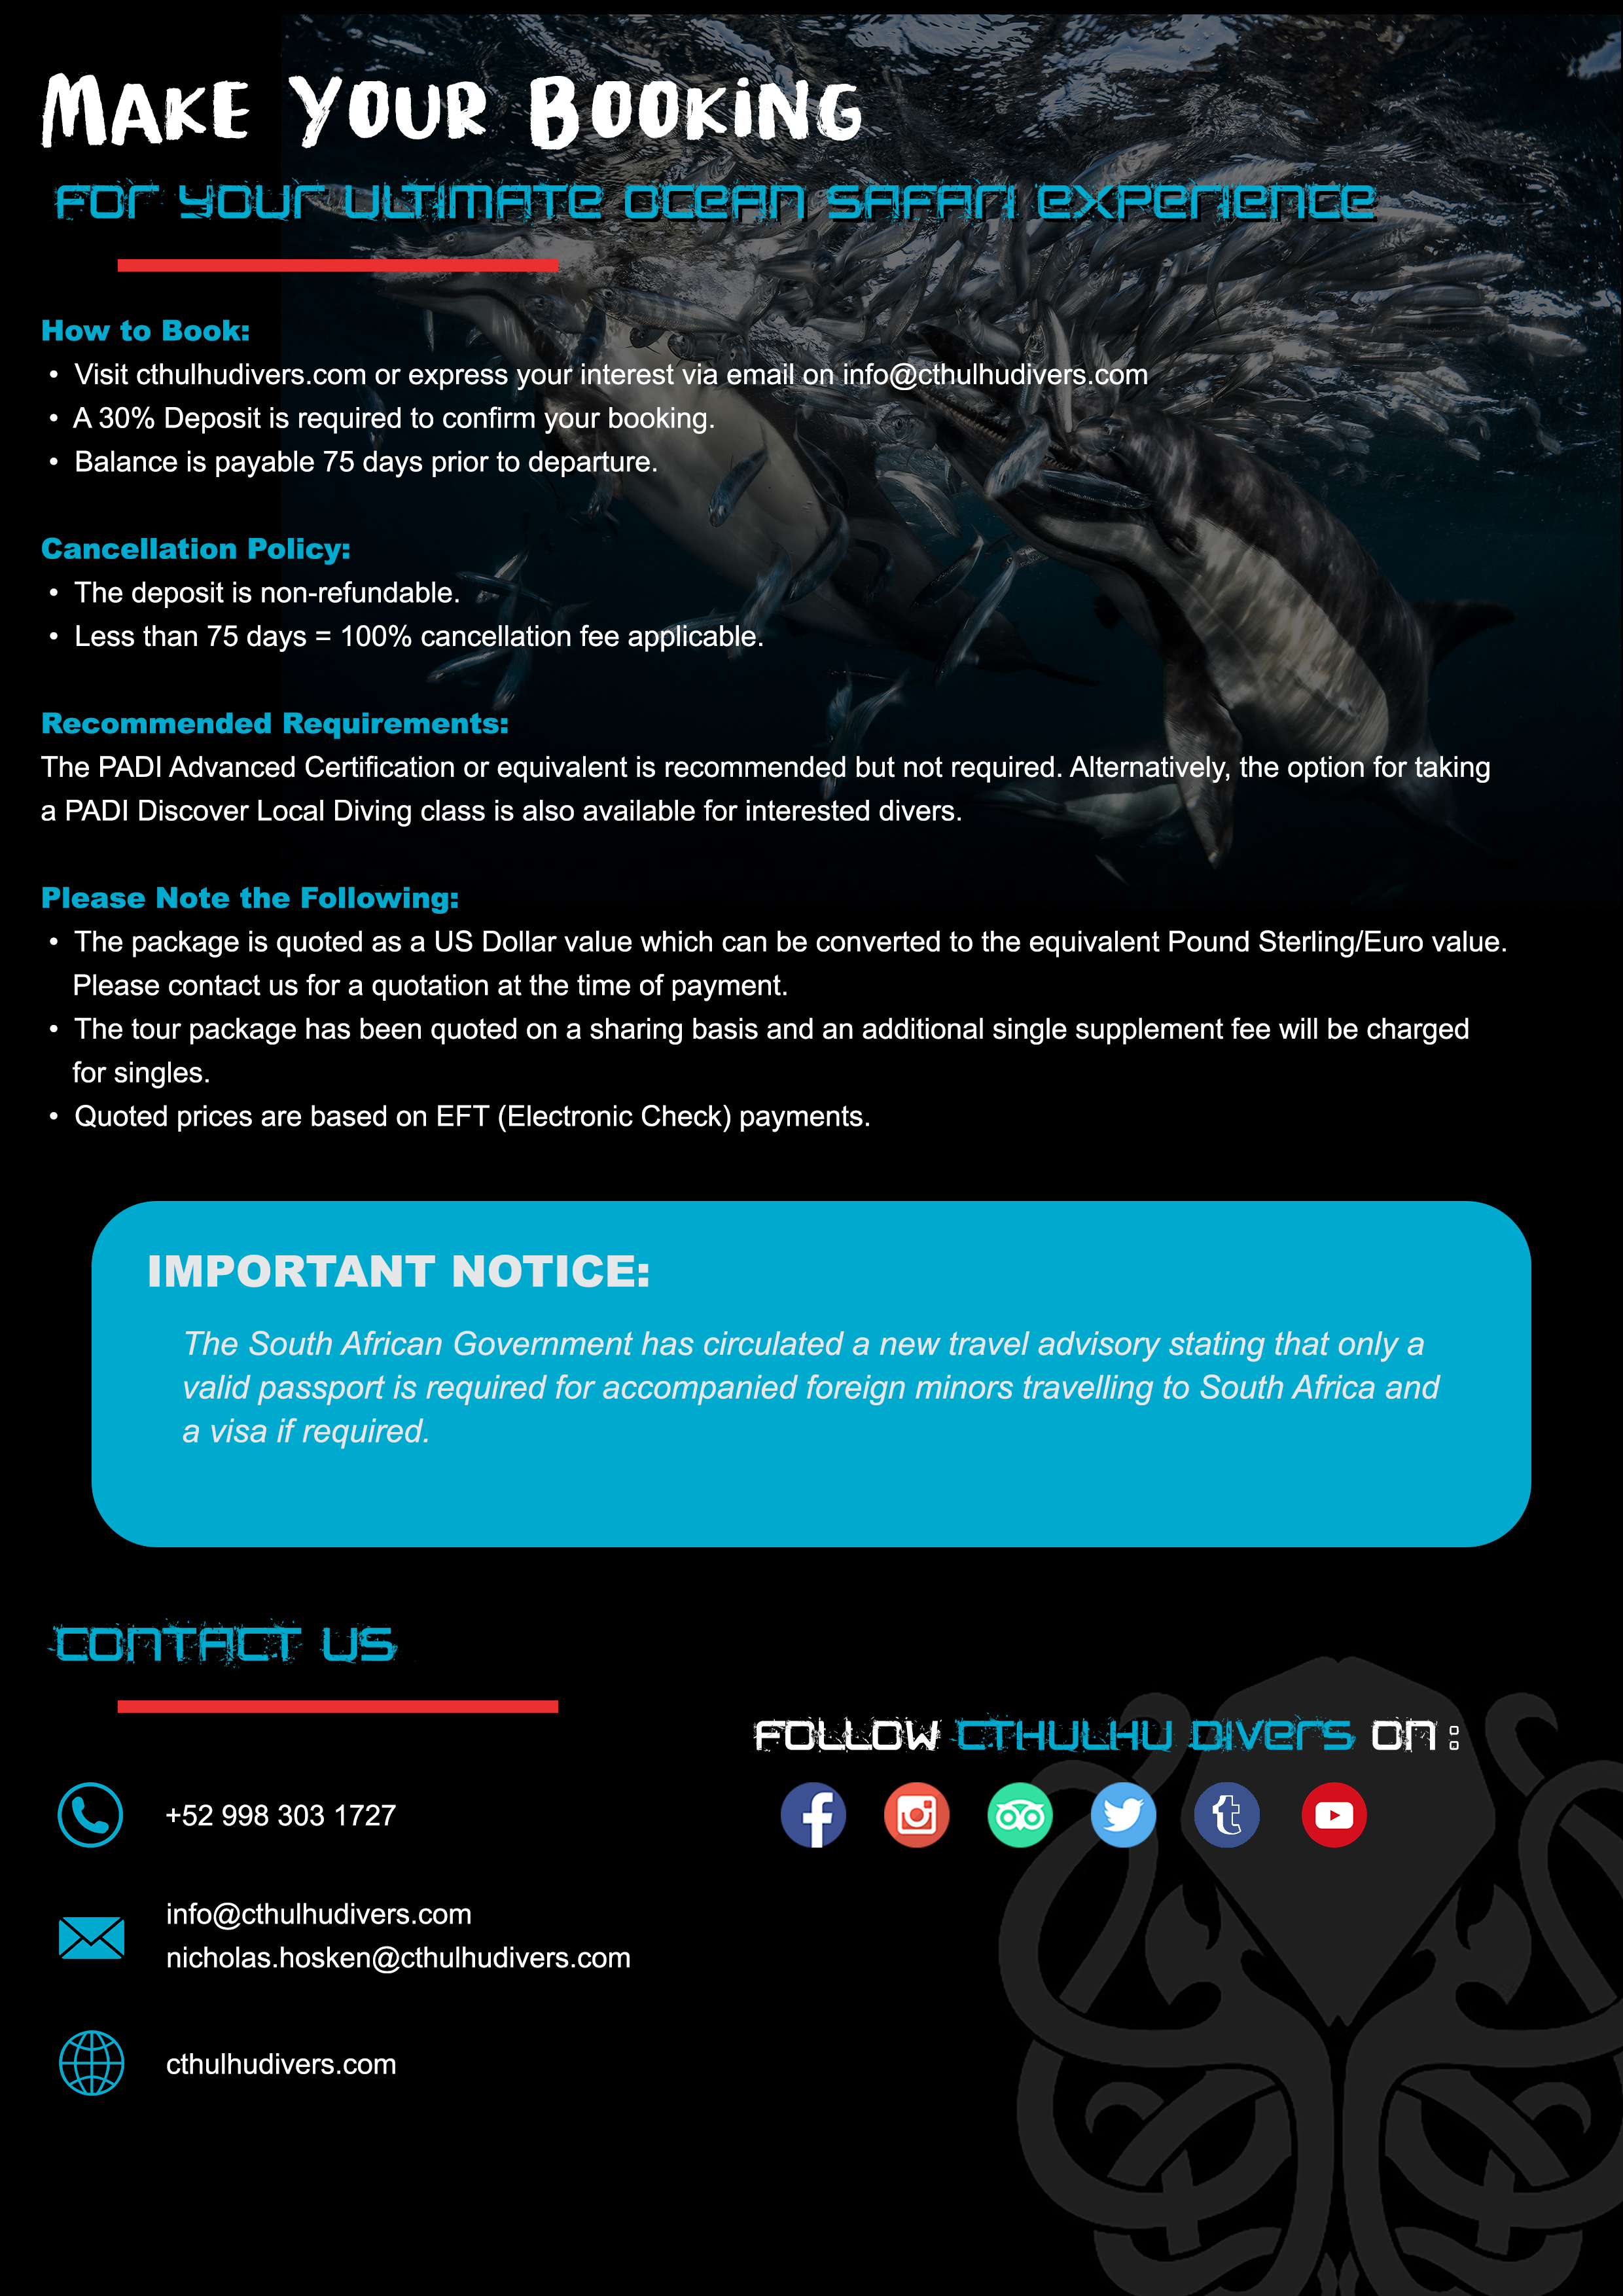 Make Your Booking
For Your Ultimate Ocean Safari Experience
How to Book:
• Visit cthulhudivers.com or express your interest via email on info@cthulhudivers.com
• A 30% Deposit is required to confirm your booking.
• Balance is payable 75 days prior to departure.
Cancellation Policy:
• The deposit is non-refundable.
• Less than 75 days = 100% cancellation fee applicable.
Recommended Requirements:
The PADI Advanced Certification or equivalent is recommended but not required. Alternatively, the option for taking
a PADI Discover Local Diving class is also available for interested divers.
Please Note the Following:
• The package is quoted as a US Dollar value which can be converted to the equivalent Pound Sterling/Euro value.
Please contact us for a quotation at the time of payment.
• The tour package has been quoted on a sharing basis and an additional single supplement fee will be charged
for singles.
• Quoted prices are based on EFT (Electronic Check) payments.
IMPORTANT NOTICE:
The South African Government has circulated a new travel advisory stating that only a
valid passport is required for accompanied foreign minors travelling to South Africa and
a visa if required.
Contact Us
Follow Cthulhu Divers on:
+52 998 303 1727
info@cthulhudivers.com
nicholas.hosken@cthulhudivers.com
cthulhudivers.com